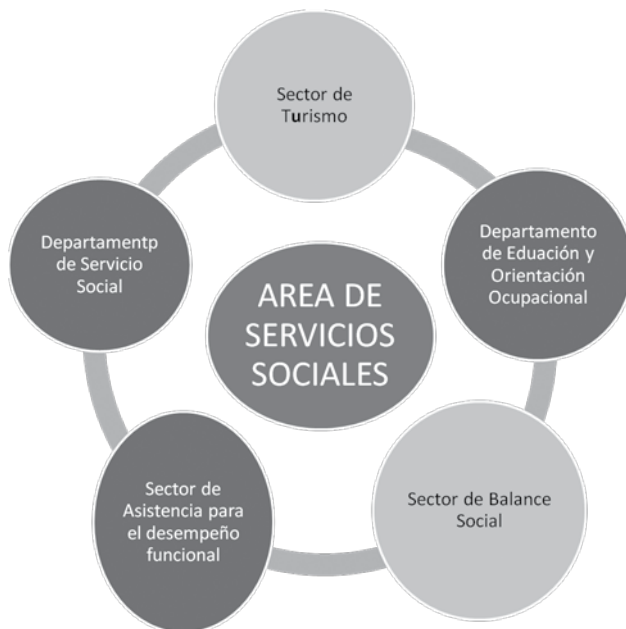 Sector de
Turismo
Departamento
de Eduación y
Orientación
Ocupacional
Sector de Balance
Social
Sector de
Asistencia para
el desempeño
funcional
Departamentp
de Servicio
Social
AREA DE
SERVICIOS
SOCIALES